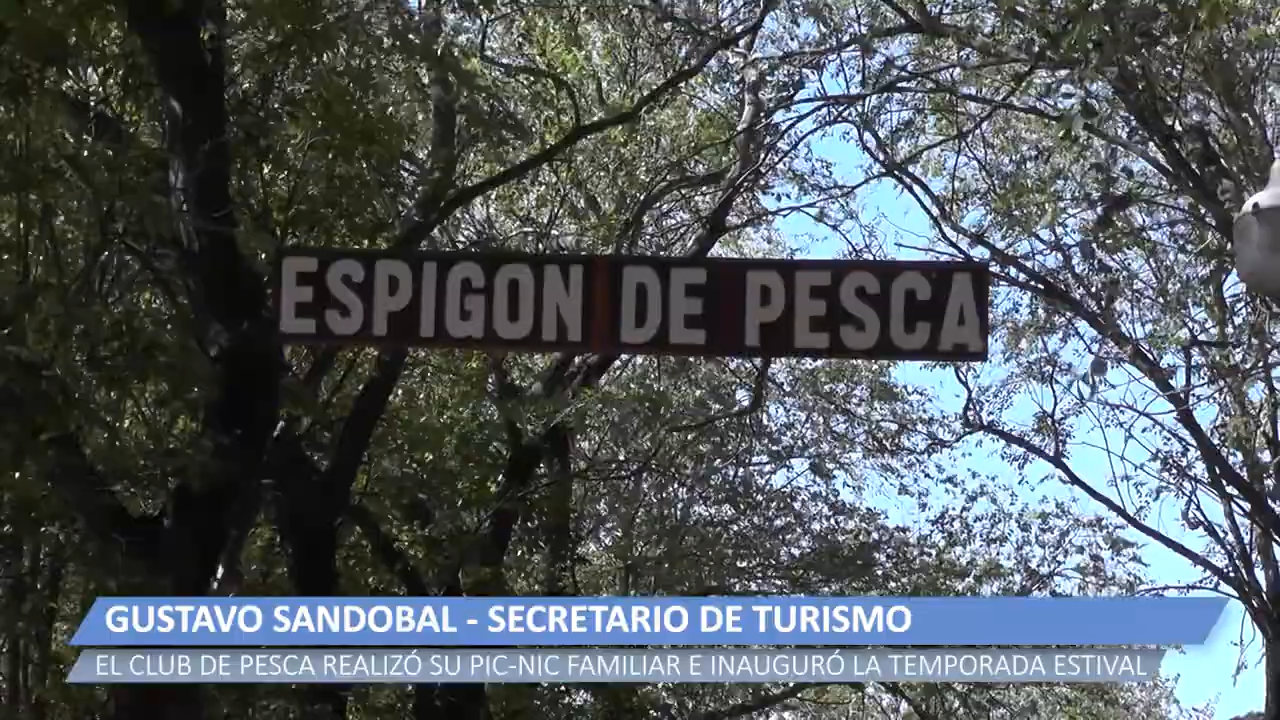 ESPIGON DE PESCA
GUSTAVO SANDOBAL - SECRETARIO DE TURISMO
EL CLUB DE PESCA REALIZÓ SU PIC-NIC FAMILIAR E INAUGURÓ LA TEMPORADA ESTIVAL